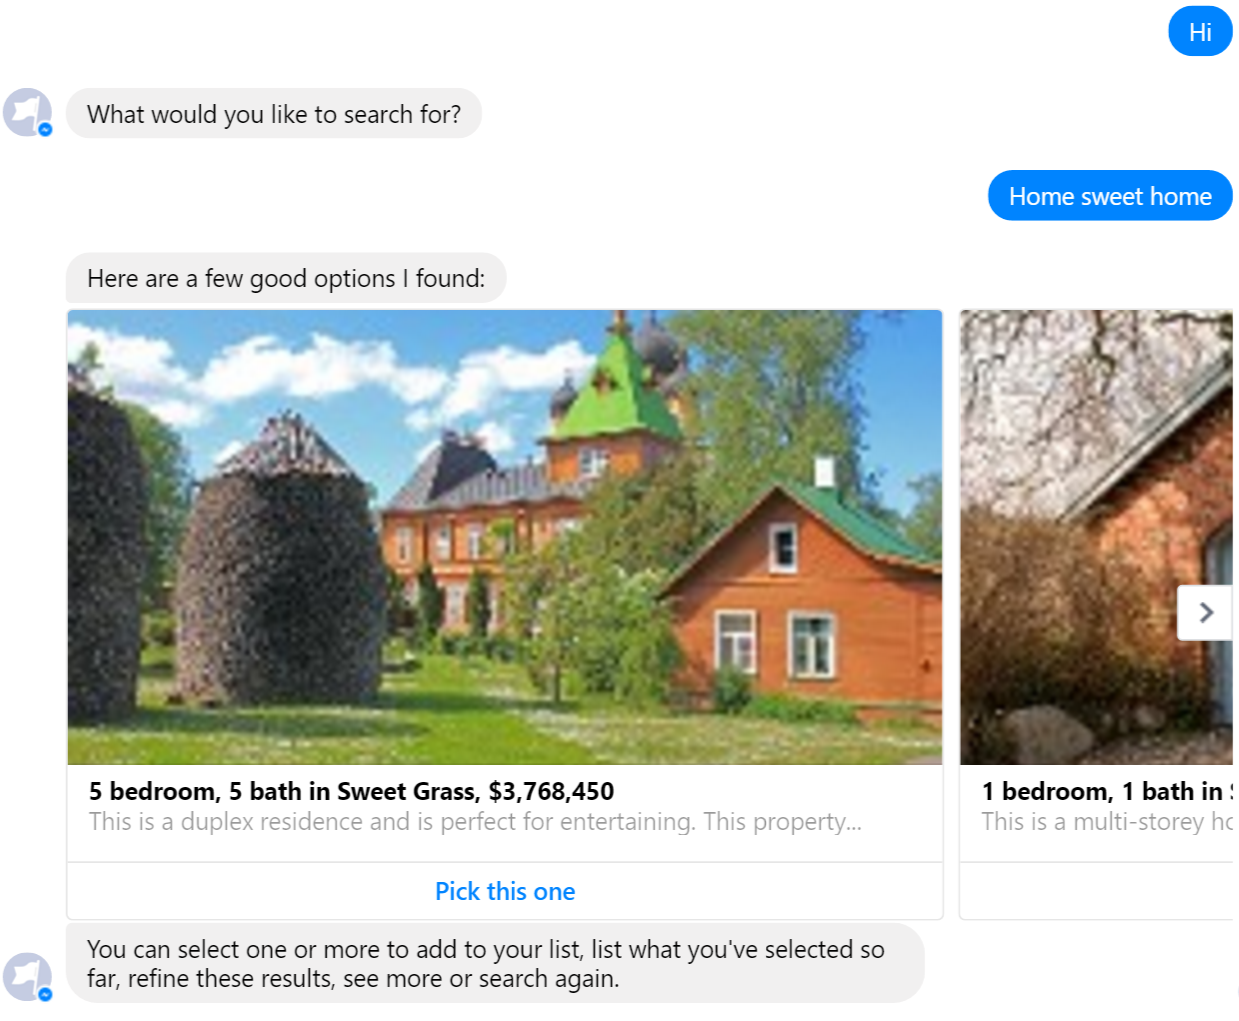 Hi
What would you like to search for?
Home sweet home
Here are a few good options I found:
5 bedroom, 5 bath in Sweet Grass, $3,768,450
This is a duplex residence and is perfect for entertaining. This property...
Pick this one
1 bedroom, 1 bath in
This is a multi-storey
You can select one or more to add to your list, list what you've selected so
far, refine these results, see more or search again.